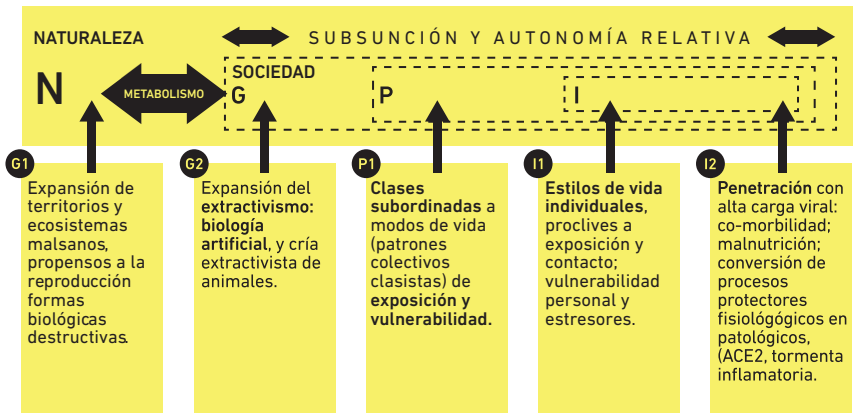 NATURALEZA
SUBSUNCIÓN Y AUTONOMÍA RELATIVA
N
METABOLISMO
SOCIEDAD
G
P
I
G1
Expansión de
territorios y
ecosistemas
malsanos,
propensos a la
reproducción
formas
biológicas
destructivas.
G2
Expansión del
extractivismo:
biología
artificial, y cría
extractivista de
animales.
P1
Clases
subordinadas a
modos de vida
(patrones
colectivos
clasistas) de
exposición y
vulnerabilidad.
I1
Estilos de vida
individuales,
proclives a
exposición y
contacto;
vulnerabilidad
personal y
estresores.
I2
Penetración con
alta carga viral:
co-morbilidad;
malnutrición;
conversión de
procesos
protectores
fisiológógicos en
patológicos,
(ACE2, tormenta
inflamatoria.